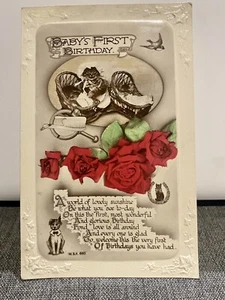 BABY'S FIRST
BIRTHDAY.
A world of lovely sunshine
Be what you see to-day
On this the first, most wonderful
And glorious Birthday
Fond love is all around
And every one is glad
To welcome this the very first
Of Birthdays you have had.